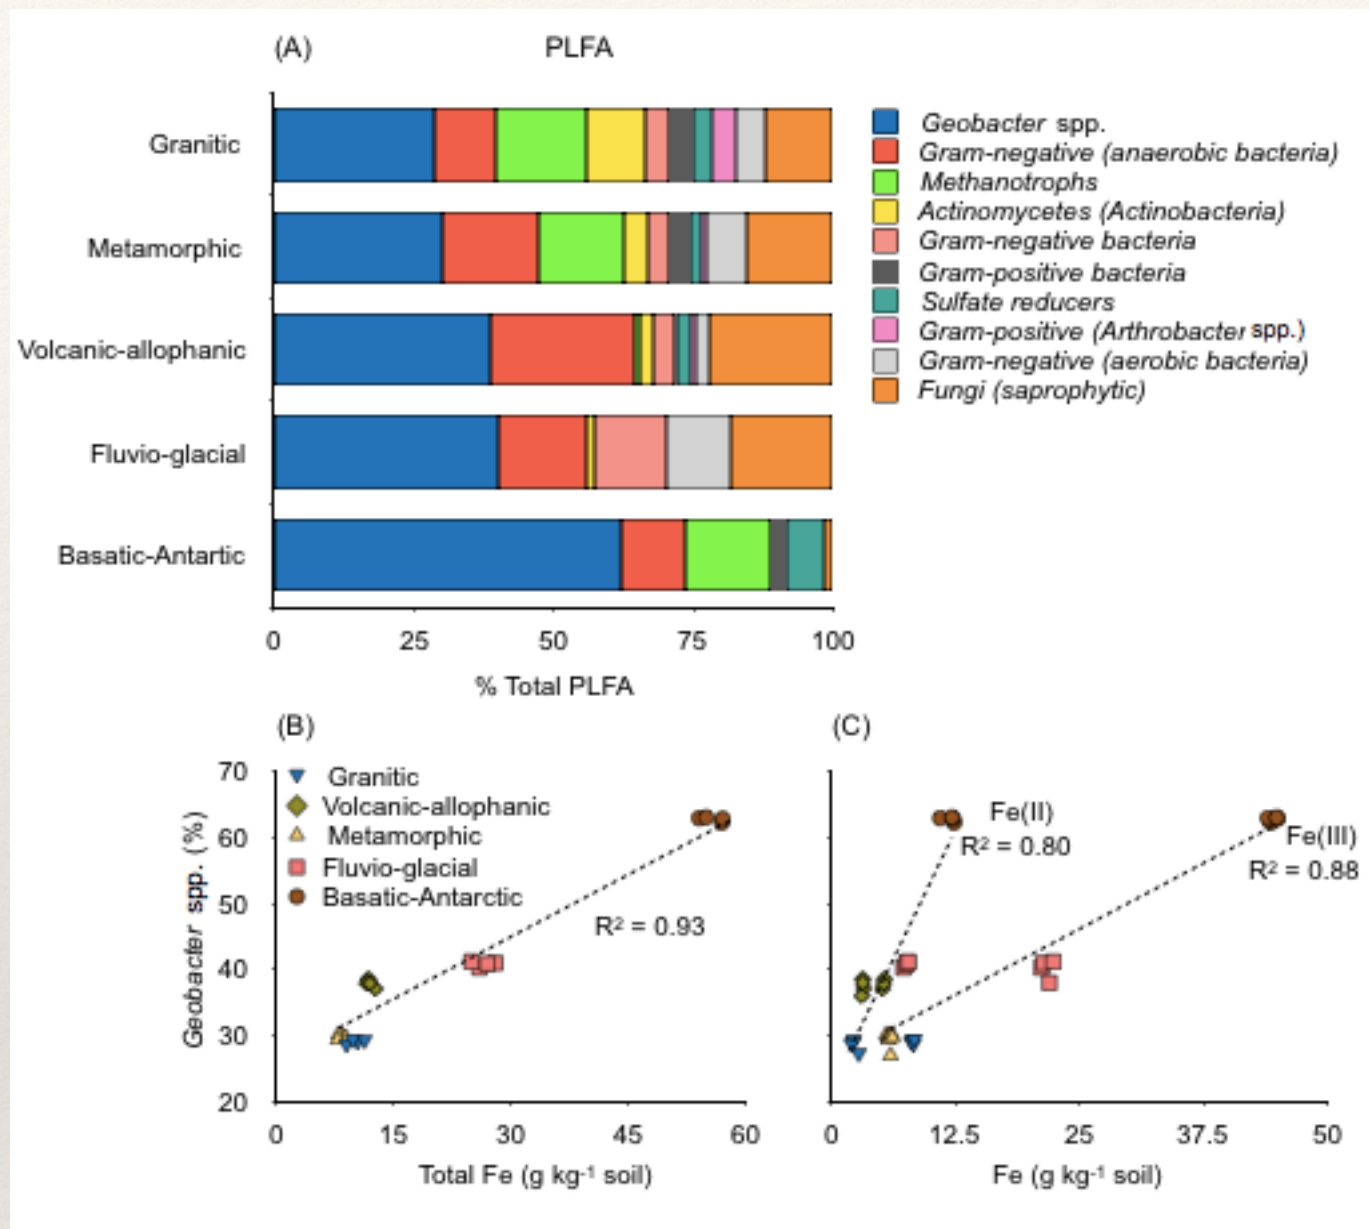 (A)
PLFA
Granitic
Metamorphic
Volcanic-allophanic
Fluvio-glacial
Basatic-Antartic
0 25 50 75 100
% Total PLFA
Geobacter spp.
Gram-negative (anaerobic bacteria)
Methanotrophs
Actinomycetes (Actinobacteria)
Gram-negative bacteria
Gram-positive bacteria
Sulfate reducers
Gram-positive (Arthrobacter spp.)
Gram-negative (aerobic bacteria)
Fungi (saprophytic)
(B)
Geobacter spp. (%)
70
60
50
40
30
20
Granitic
Volcanic-allophanic
Metamorphic
Fluvio-glacial
Basatic-Antarctic
R² = 0.93
0 15 30 45 60
Total Fe (g kg⁻¹ soil)
(C)
Fe(II)
R² = 0.80
Fe(III)
R² = 0.88
0 12.5 25 37.5 50
Fe (g kg⁻¹ soil)